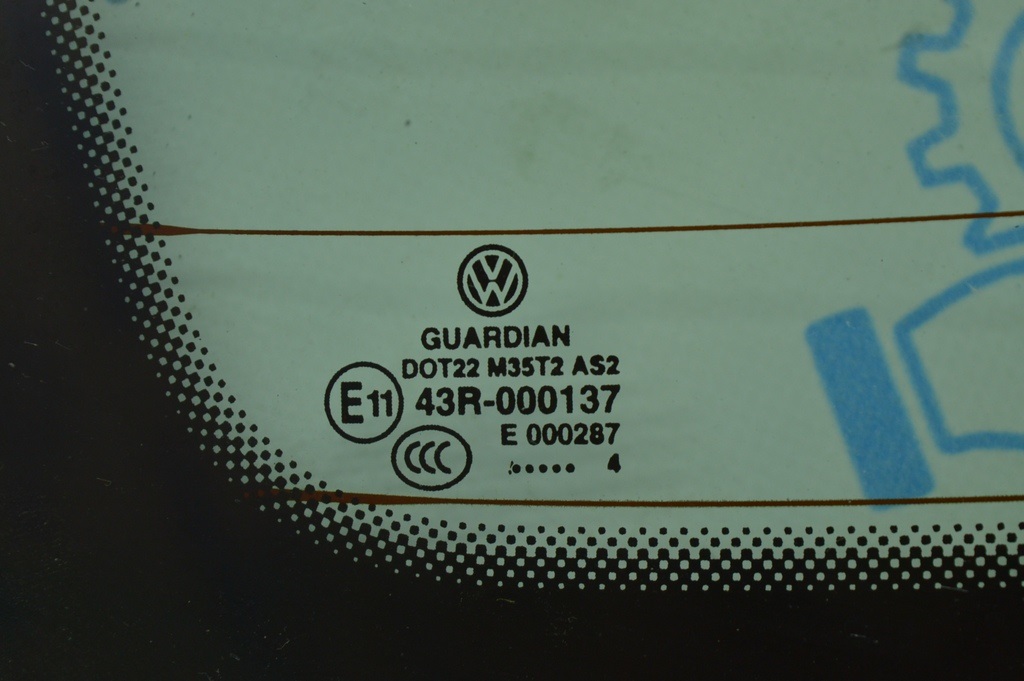 GUARDIAN
DOT22 M35T2 AS2
E11 43R-000137
E 000287
CCC ..... 4